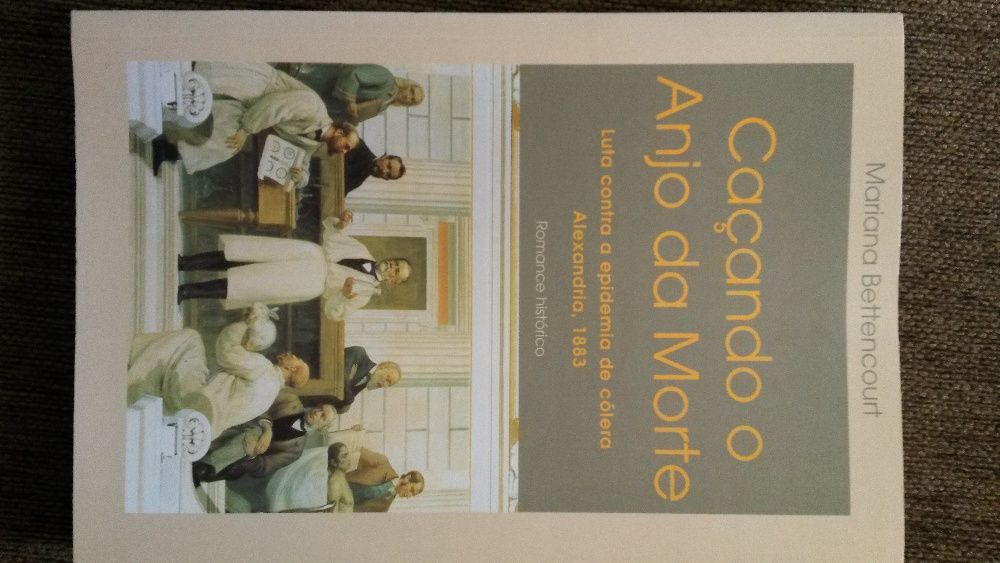 Mariana Bettencourt
Caçando o
Anjo da Morte
Luta contra a epidemia de cólera
Alexandria, 1883
Romance histórico